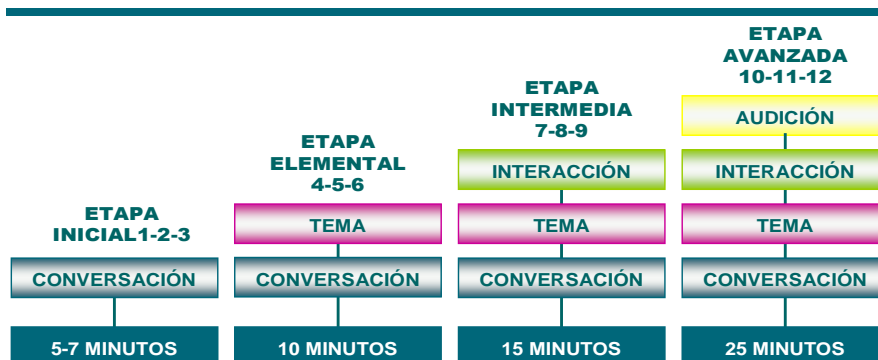 ETAPA
INICIAL1-2-3
CONVERSACIÓN
5-7 MINUTOS
ETAPA
ELEMENTAL
4-5-6
TEMA
CONVERSACIÓN
10 MINUTOS
ETAPA
INTERMEDIA
7-8-9
INTERACCIÓN
TEMA
CONVERSACIÓN
15 MINUTOS
ETAPA
AVANZADA
10-11-12
AUDICIÓN
INTERACCIÓN
TEMA
CONVERSACIÓN
25 MINUTOS